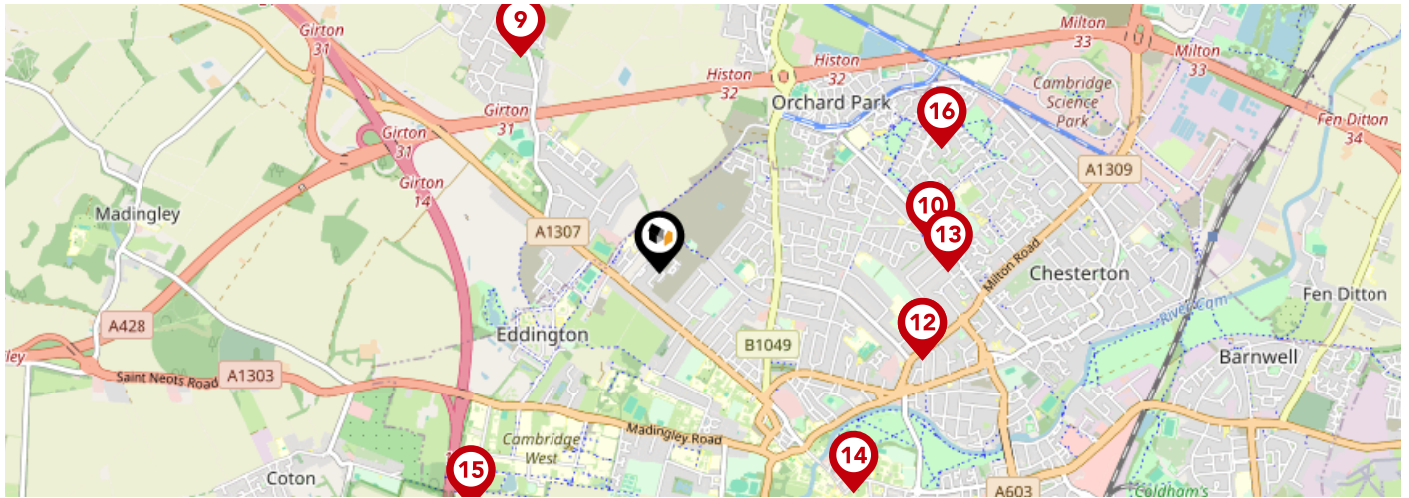 Girton
31
9
Milton
33
Milton
33
Histon
32
Histon
32
Cambridge
Science
Park
Orchard Park
16
Girton
31
Girton
31
Fen Ditton
34
A1309
Girton
14
Madingley
10
13
A1307
Milton Road
Chesterton
Fen Ditton
River Cam
A428
12
Eddington
B1049
ley
Saint Neots Road
A1303
Barnwell
Madingley Road
Cambridge
West
15
14
Coton
A603
Coldham's